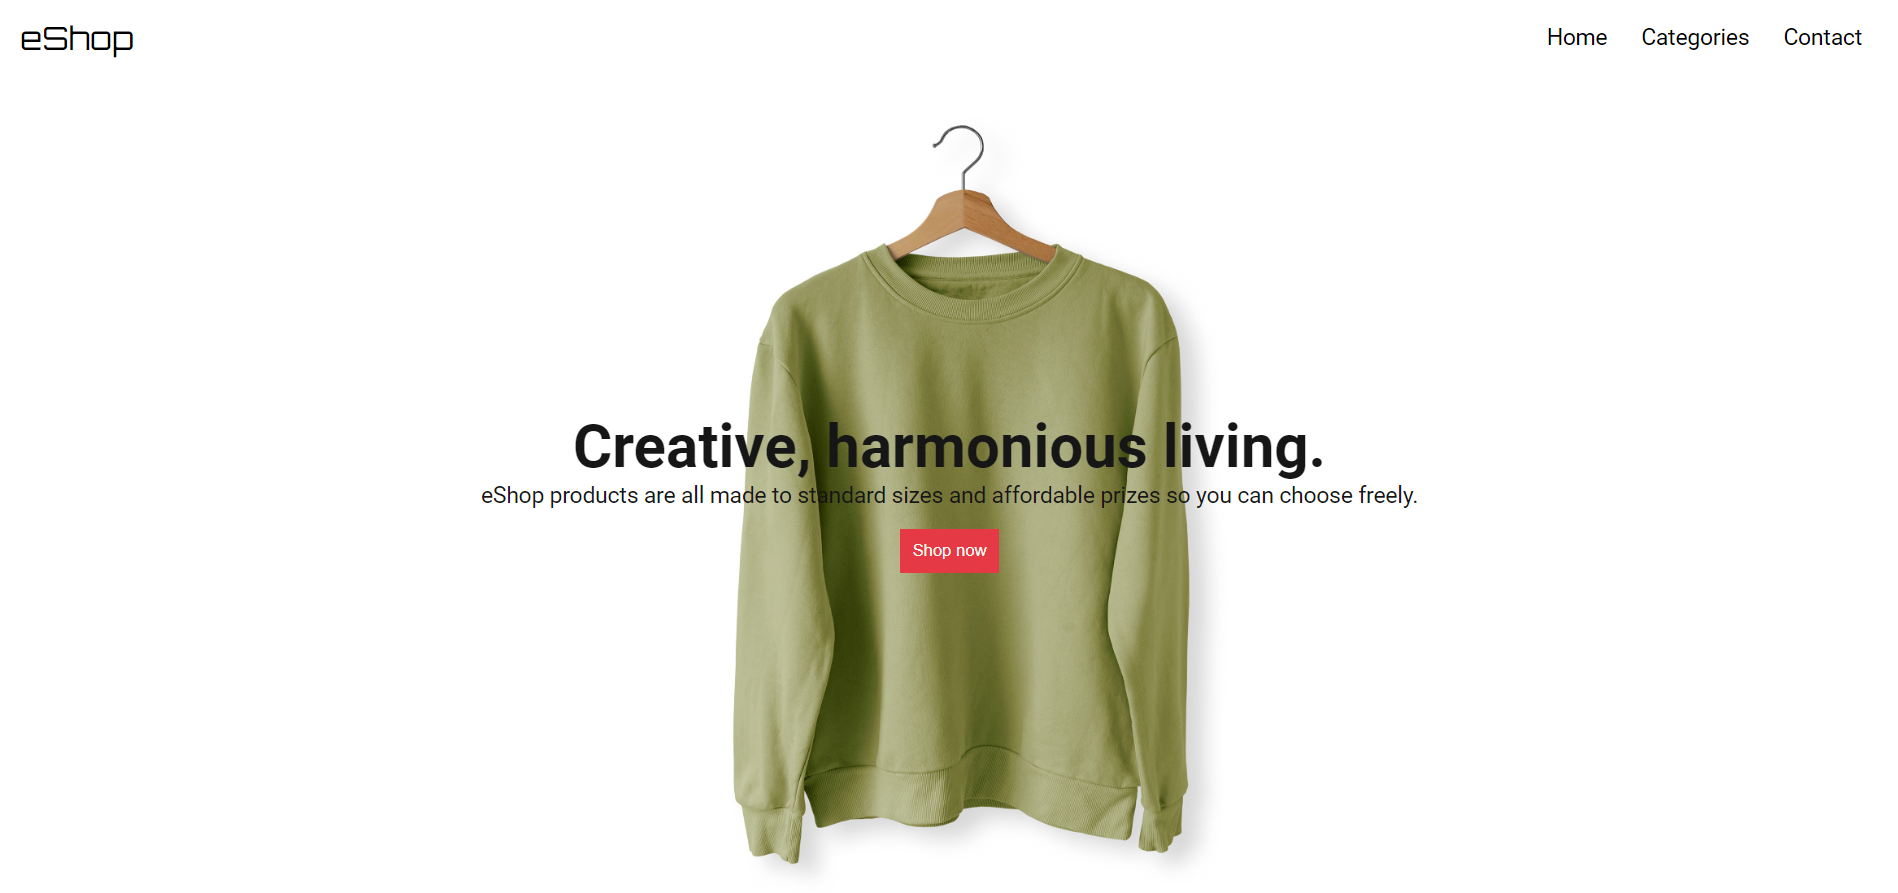 eShop
Home Categories Contact
Creative, harmonious living.
eShop products are all made to standard sizes and affordable prizes so you can choose freely.
Shop now